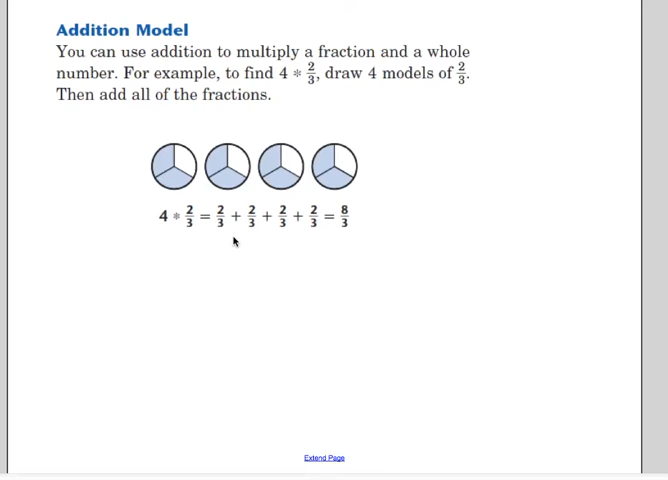 Addition Model
You can use addition to multiply a fraction and a whole
number. For example, to find 4 * 2/3, draw 4 models of 2/3.
Then add all of the fractions.
4 * 2/3 = 2/3 + 2/3 + 2/3 + 2/3 = 8/3
Extend Page